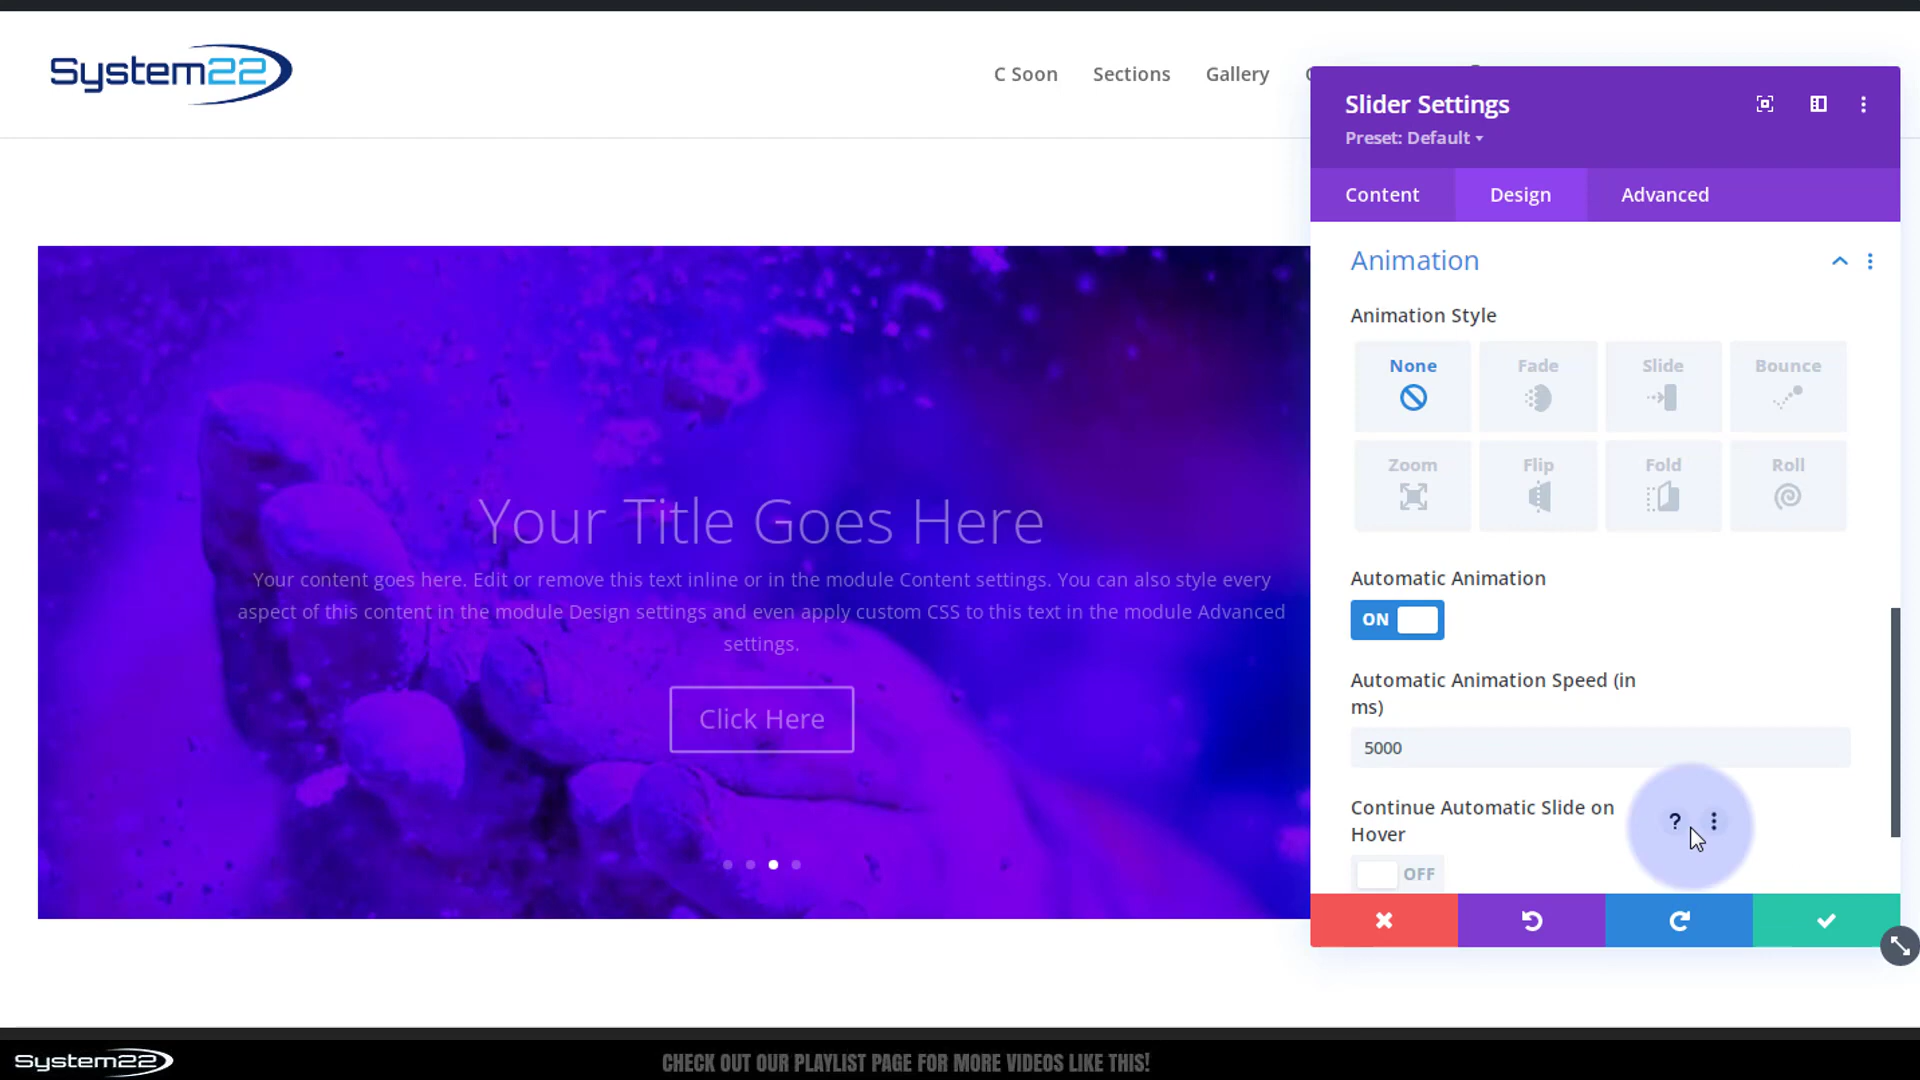 System22
C Soon
Sections
Gallery
Slider Settings
Preset: Default
Content
Design
Advanced
Animation
Animation Style
None
Fade
Slide
Bounce
Zoom
Flip
Fold
Roll
Automatic Animation
ON
Automatic Animation Speed (in
ms)
5000
Continue Automatic Slide on
Hover
?
OFF
Your Title Goes Here
Your content goes here. Edit or remove this text inline or in the module Content settings. You can also style every
aspect of this content in the module Design settings and even apply custom CSS to this text in the module Advanced
settings.
Click Here
System22
CHECK OUT OUR PLAYLIST PAGE FOR MORE VIDEOS LIKE THIS!